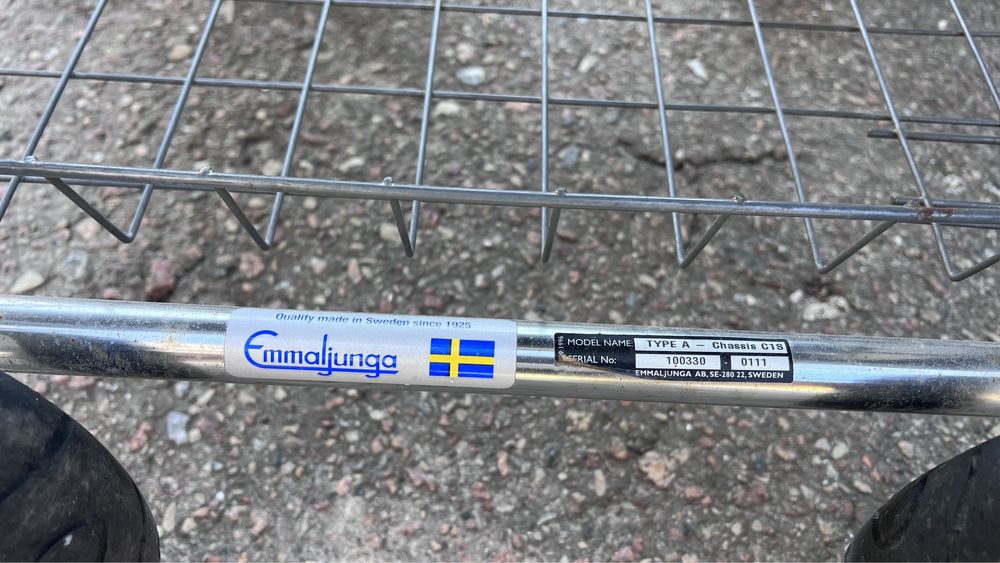 Quality made in Sweden since 1925
Emmaljunga
MODEL NAME: TYPE A – Chassis C1S
SERIAL No: 100330 - 0111
EMMALJUNGA AB, SE-280 22, SWEDEN